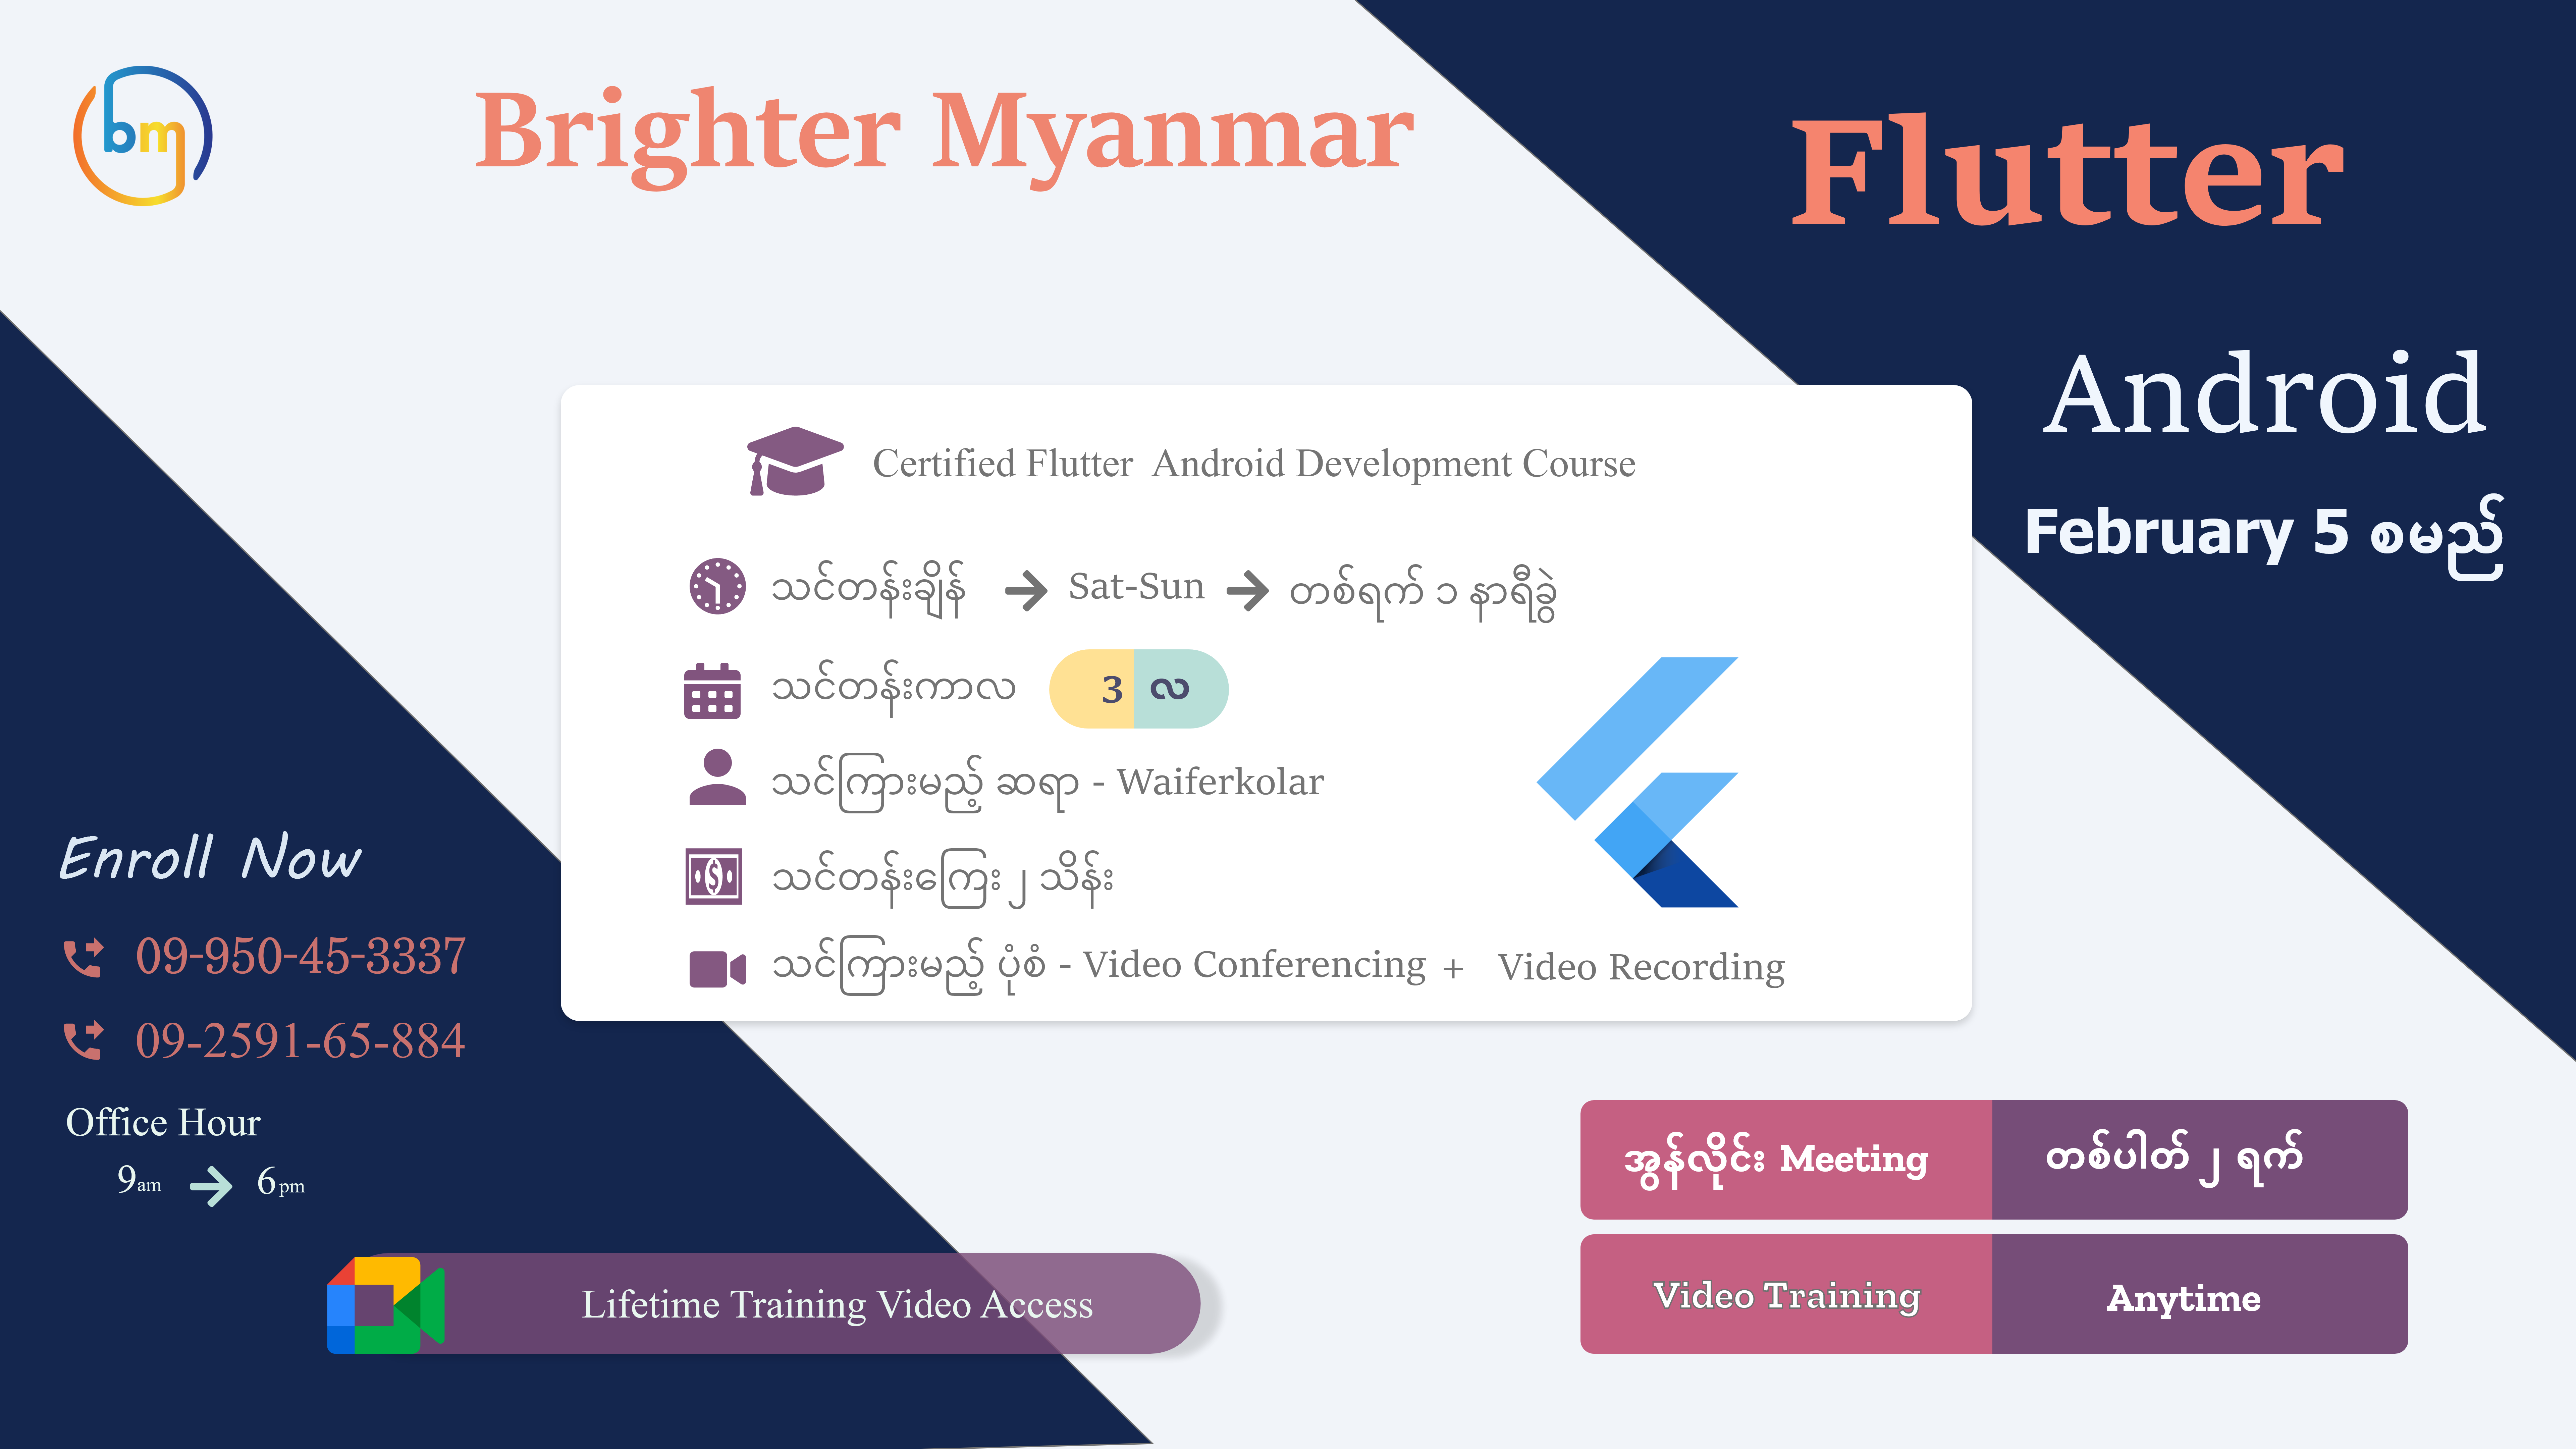 bm
Brighter Myanmar
Flutter
Android
February 5 စမည်
Certified Flutter Android Development Course
သင်တန်းချိန် → Sat-Sun → တစ်ရက် ၁ နာရီခွဲ
သင်တန်းကာလ 3 လ
သင်ကြားမည့် ဆရာ - Waiferkolar
သင်တန်းကြေး ၂ သိန်း
သင်ကြားမည့် ပုံစံ - Video Conferencing + Video Recording
Enroll Now
09-950-45-3337
09-2591-65-884
Office Hour
9am → 6pm
Lifetime Training Video Access
အွန်လိုင်း Meeting တစ်ပါတ် ၂ ရက်
Video Training Anytime